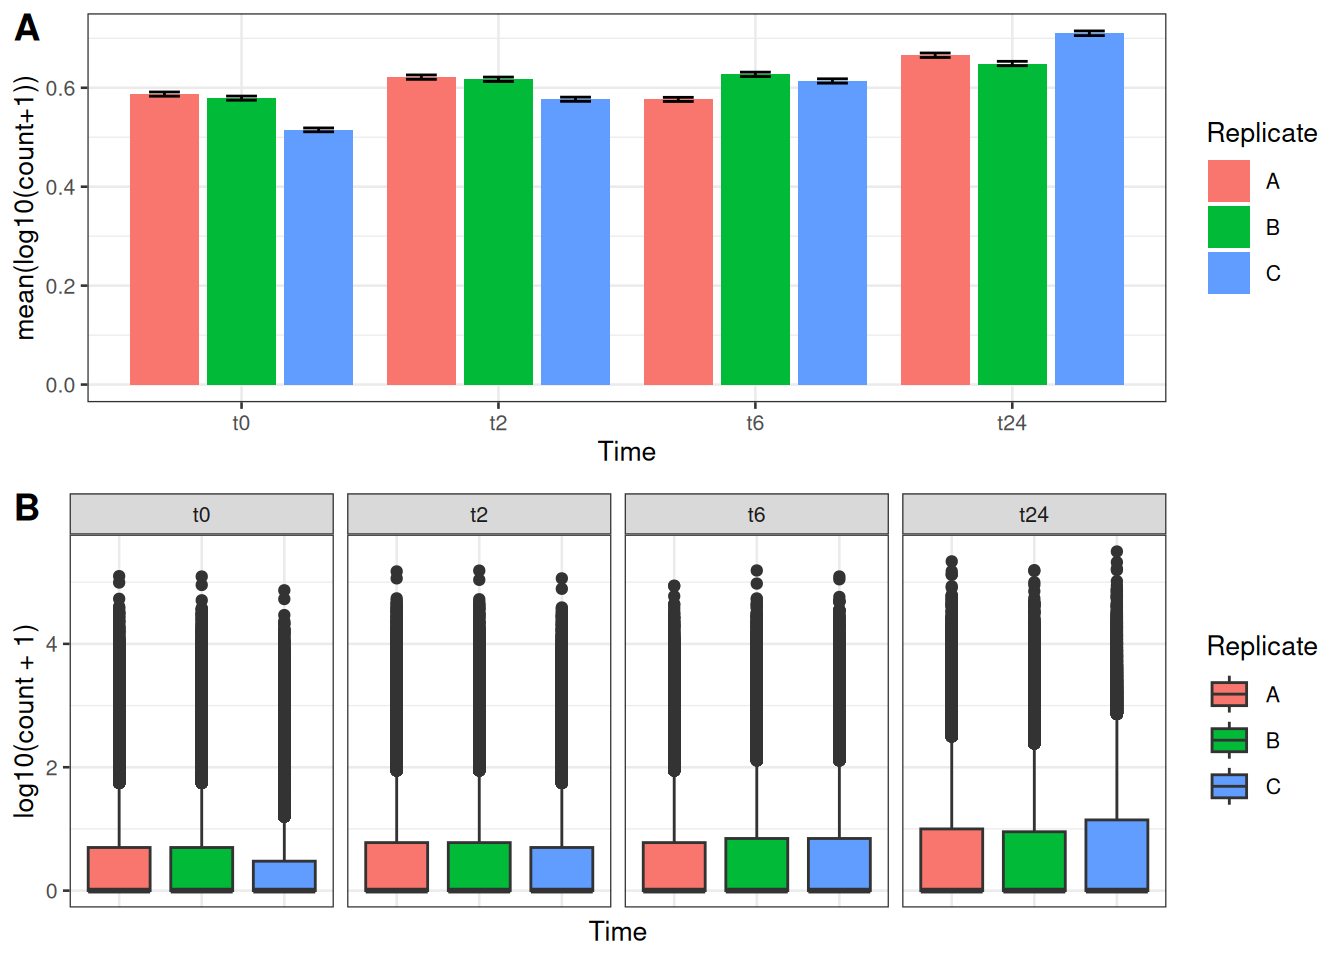 A
mean(log10(count+1))
0.6
0.4
0.2
0.0
t0 t2 t6 t24
Time
Replicate
A
B
C
B
t0 t2 t6 t24
log10(count + 1)
4
2
0
Time
Replicate
A
B
C